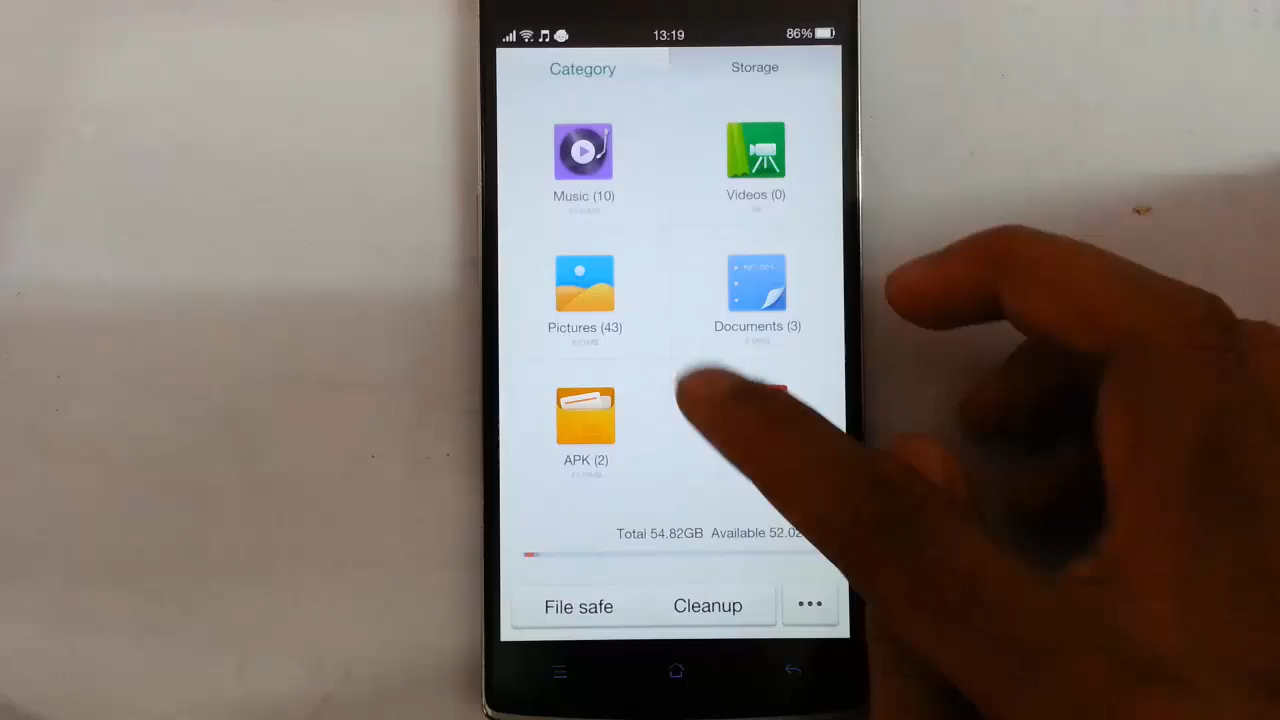 13:19
86%
Category
Storage
Music (10)
Videos (0)
Pictures (43)
Documents (3)
APK (2)
Total 54.82GB Available 52.02
File safe
Cleanup
•••